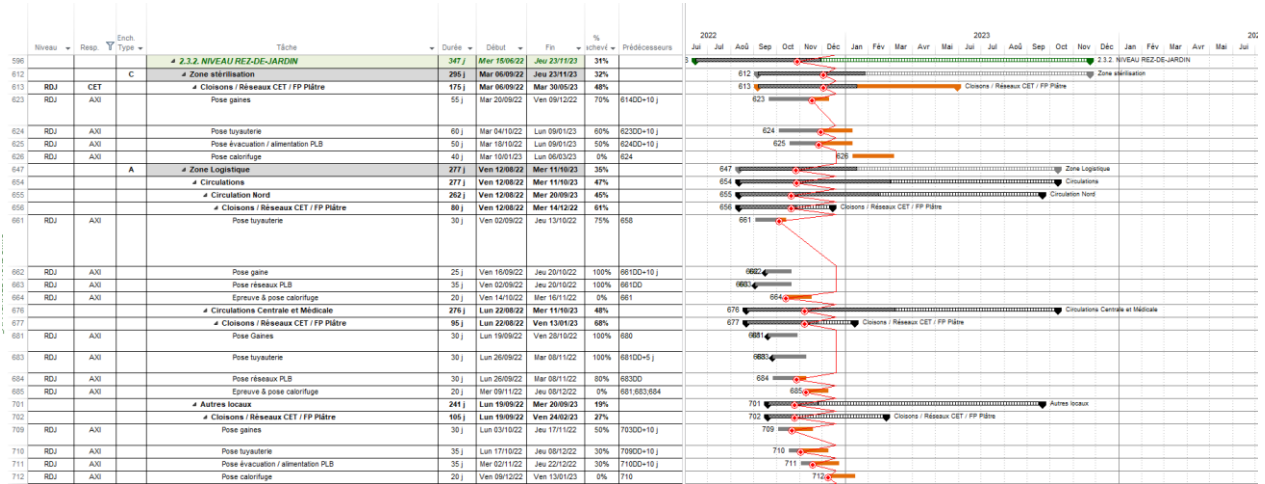 2022 2023
Niveau Resp. Ench. Type Tâche Durée Début Fin % Prédécesseurs Jui Jul Aoû Sep Oct Nov Déc Jan Fév Mar Avr Mai Jui Jul Aoû Sep Oct Nov Déc Jan Fév Mar Avr Mai Jui
596 2.3.2. NIVEAU REZ-DE-JARDIN 347 j Mer 15/06/22 Jeu 23/11/23 31% 2.3.2. NIVEAU REZ-DE-JARDIN
612 C Zone stérilisation 295 j Mar 06/09/22 Jeu 23/11/23 32% 612 Zone stérilisation
613 RDJ CET Cloisons / Réseaux CET / FP Plâtre 175 j Mar 06/09/22 Mar 30/05/23 48% 613 Cloisons / Réseaux CET / FP Plâtre
623 RDJ AXI Pose gaines 55 j Mar 20/09/22 Ven 09/12/22 70% 614DD+10 j 623
624 RDJ AXI Pose tuyauterie 60 j Mar 04/10/22 Lun 09/01/23 60% 623DD+10 j 624
625 RDJ AXI Pose évacuation / alimentation PLB 50 j Mar 18/10/22 Lun 09/01/23 50% 624DD+10 j 625
626 RDJ AXI Pose calorifuge 40 j Mar 10/01/23 Lun 06/03/23 0% 624 626
647 A Zone Logistique 277 j Ven 12/08/22 Mer 11/10/23 35% 647 Zone Logistique
654 Circulations 277 j Ven 12/08/22 Mer 11/10/23 47% 654 Circulations
655 Circulation Nord 262 j Ven 12/08/22 Mer 20/09/23 45% 655 Circulation Nord
656 Cloisons / Réseaux CET / FP Plâtre 80 j Ven 12/08/22 Mer 14/12/22 61% 656 Cloisons / Réseaux CET / FP Plâtre
661 RDJ AXI Pose tuyauterie 30 j Ven 02/09/22 Jeu 13/10/22 75% 658 661
662 RDJ AXI Pose gaine 25 j Ven 16/09/22 Jeu 20/10/22 100% 661DD+10 j 662
663 RDJ AXI Pose réseaux PLB 35 j Ven 02/09/22 Jeu 20/10/22 100% 661DD 663
664 RDJ AXI Epreuve & pose calorifuge 20 j Ven 14/10/22 Mer 16/11/22 0% 661 664
676 Circulations Centrale et Médicale 276 j Lun 22/08/22 Mer 11/10/23 48% 676 Circulations Centrale et Médicale
677 Cloisons / Réseaux CET / FP Plâtre 95 j Lun 22/08/22 Ven 13/01/23 68% 677 Cloisons / Réseaux CET / FP Plâtre
681 RDJ AXI Pose Gaines 30 j Lun 19/09/22 Ven 28/10/22 100% 680 681
683 RDJ AXI Pose tuyauterie 30 j Lun 26/09/22 Mar 08/11/22 100% 681DD+5 j 683
684 RDJ AXI Pose réseaux PLB 30 j Lun 26/09/22 Mar 08/11/22 80% 683DD 684
685 RDJ AXI Epreuve & pose calorifuge 20 j Mer 09/11/22 Jeu 08/12/22 0% 681;683;684 685
701 Autres locaux 241 j Lun 19/09/22 Mer 20/09/23 19% 701 Autres locaux
702 Cloisons / Réseaux CET / FP Plâtre 105 j Lun 19/09/22 Ven 24/02/23 27% 702 Cloisons / Réseaux CET / FP Plâtre
709 RDJ AXI Pose gaines 30 j Lun 03/10/22 Jeu 17/11/22 50% 703DD+10 j 709
710 RDJ AXI Pose tuyauterie 35 j Lun 17/10/22 Jeu 08/12/22 30% 709DD+10 j 710
711 RDJ AXI Pose évacuation / alimentation PLB 35 j Mer 02/11/22 Jeu 22/12/22 30% 710DD+10 j 711
712 RDJ AXI Pose calorifuge 20 j Ven 09/12/22 Ven 13/01/23 0% 710 712